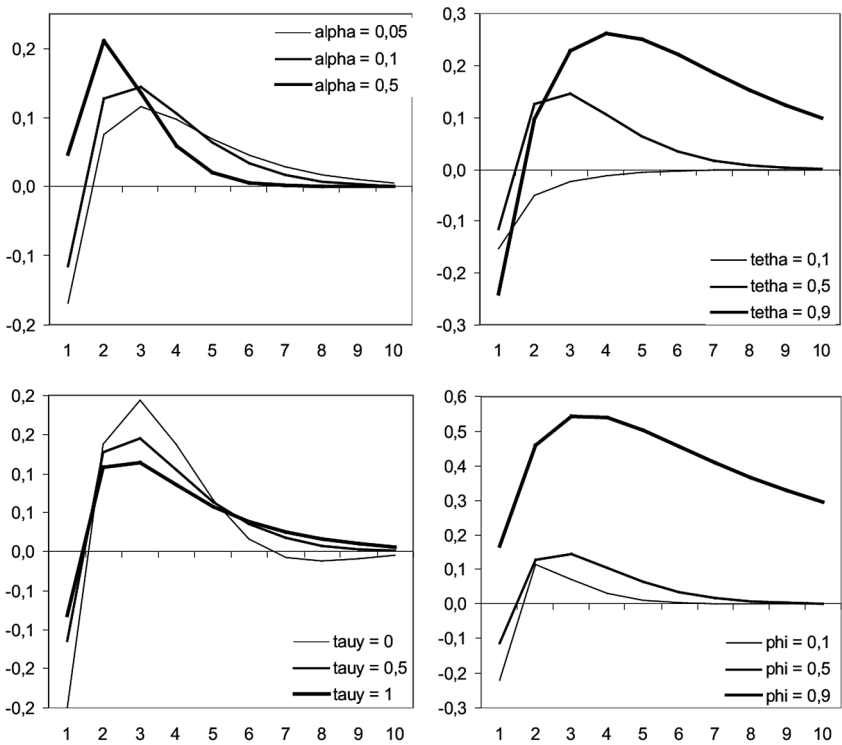 0,2
0,1
0,0
-0,1
-0,2
alpha = 0,05
alpha = 0,1
alpha = 0,5
1 2 3 4 5 6 7 8 9 10
0,3
0,2
0,1
0,0
-0,1
-0,2
-0,3
tetha = 0,1
tetha = 0,5
tetha = 0,9
1 2 3 4 5 6 7 8 9 10
0,2
0,2
0,1
0,1
0,0
-0,1
-0,1
-0,2
-0,2
tauy = 0
tauy = 0,5
tauy = 1
1 2 3 4 5 6 7 8 9 10
0,6
0,5
0,4
0,3
0,2
0,1
0,0
-0,1
-0,2
-0,3
phi = 0,1
phi = 0,5
phi = 0,9
1 2 3 4 5 6 7 8 9 10